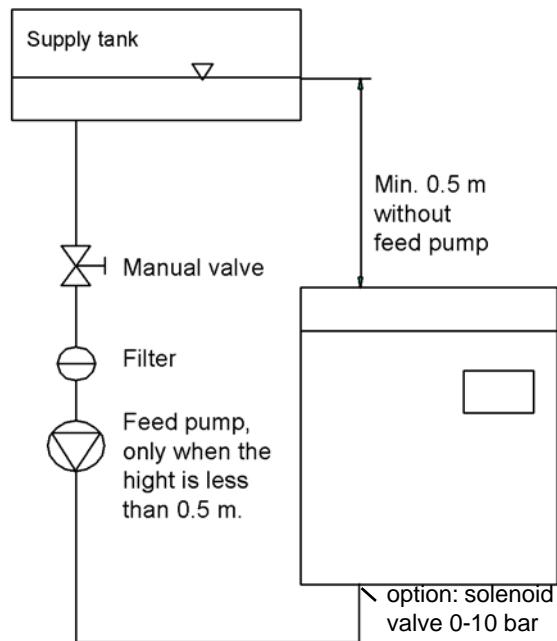 Supply tank
Min. 0.5 m
without
feed pump
Manual valve
Filter
Feed pump,
only when the
hight is less
than 0.5 m.
option: solenoid
valve 0-10 bar